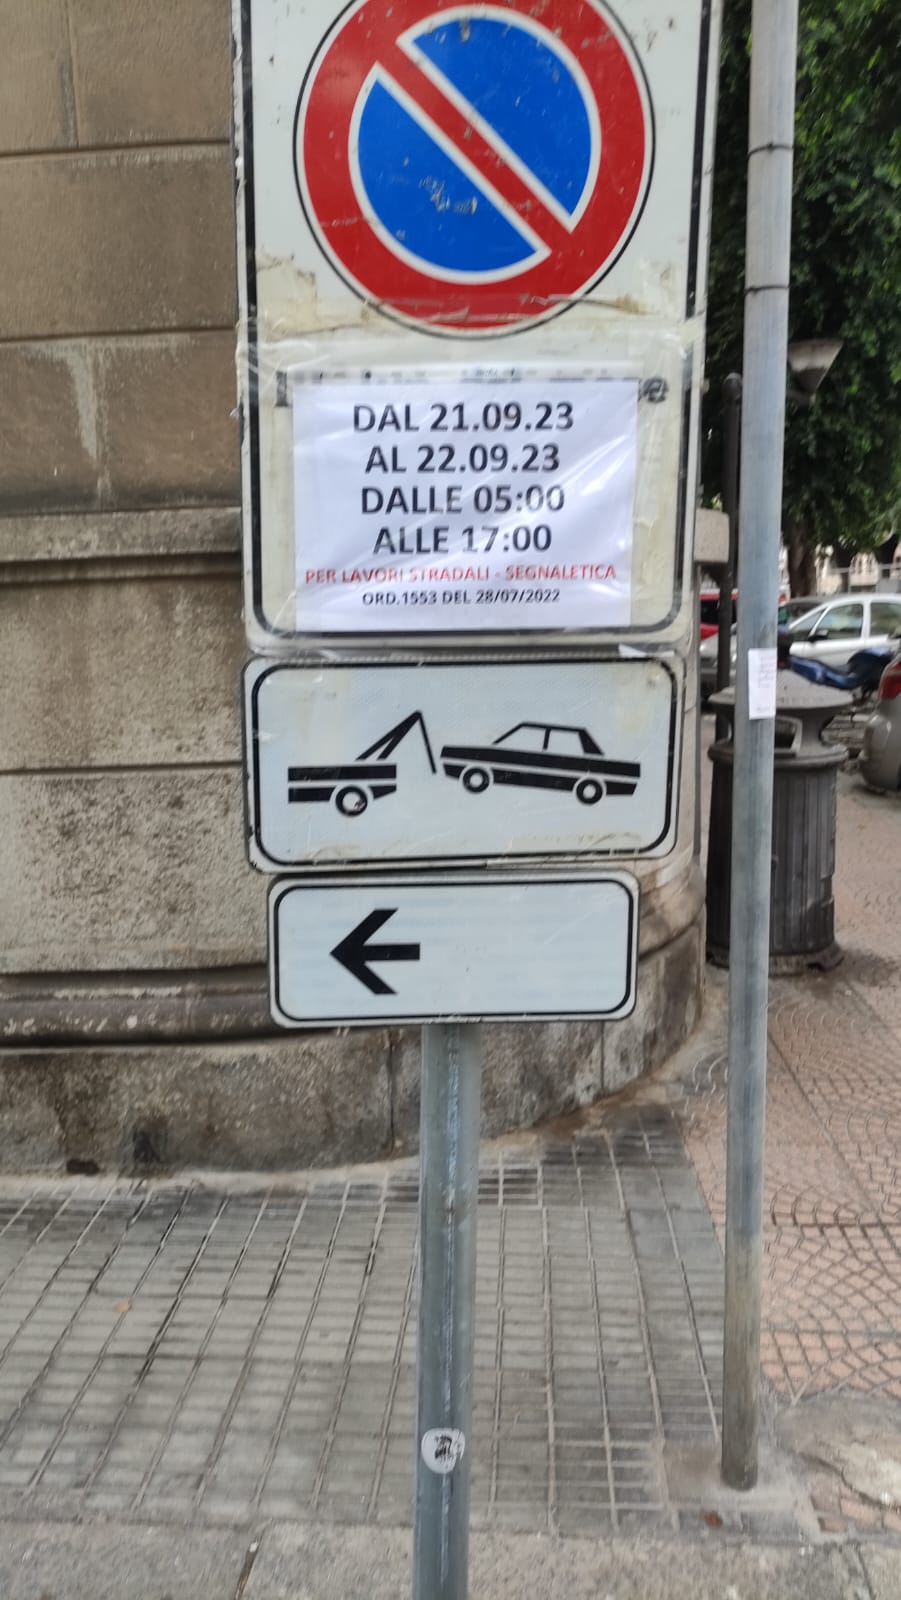 DAL 21.09.23
AL 22.09.23
DALLE 05:00
ALLE 17:00
PER LAVORI STRADALI - SEGNALETICA
ORD.1553 DEL 28/07/2022